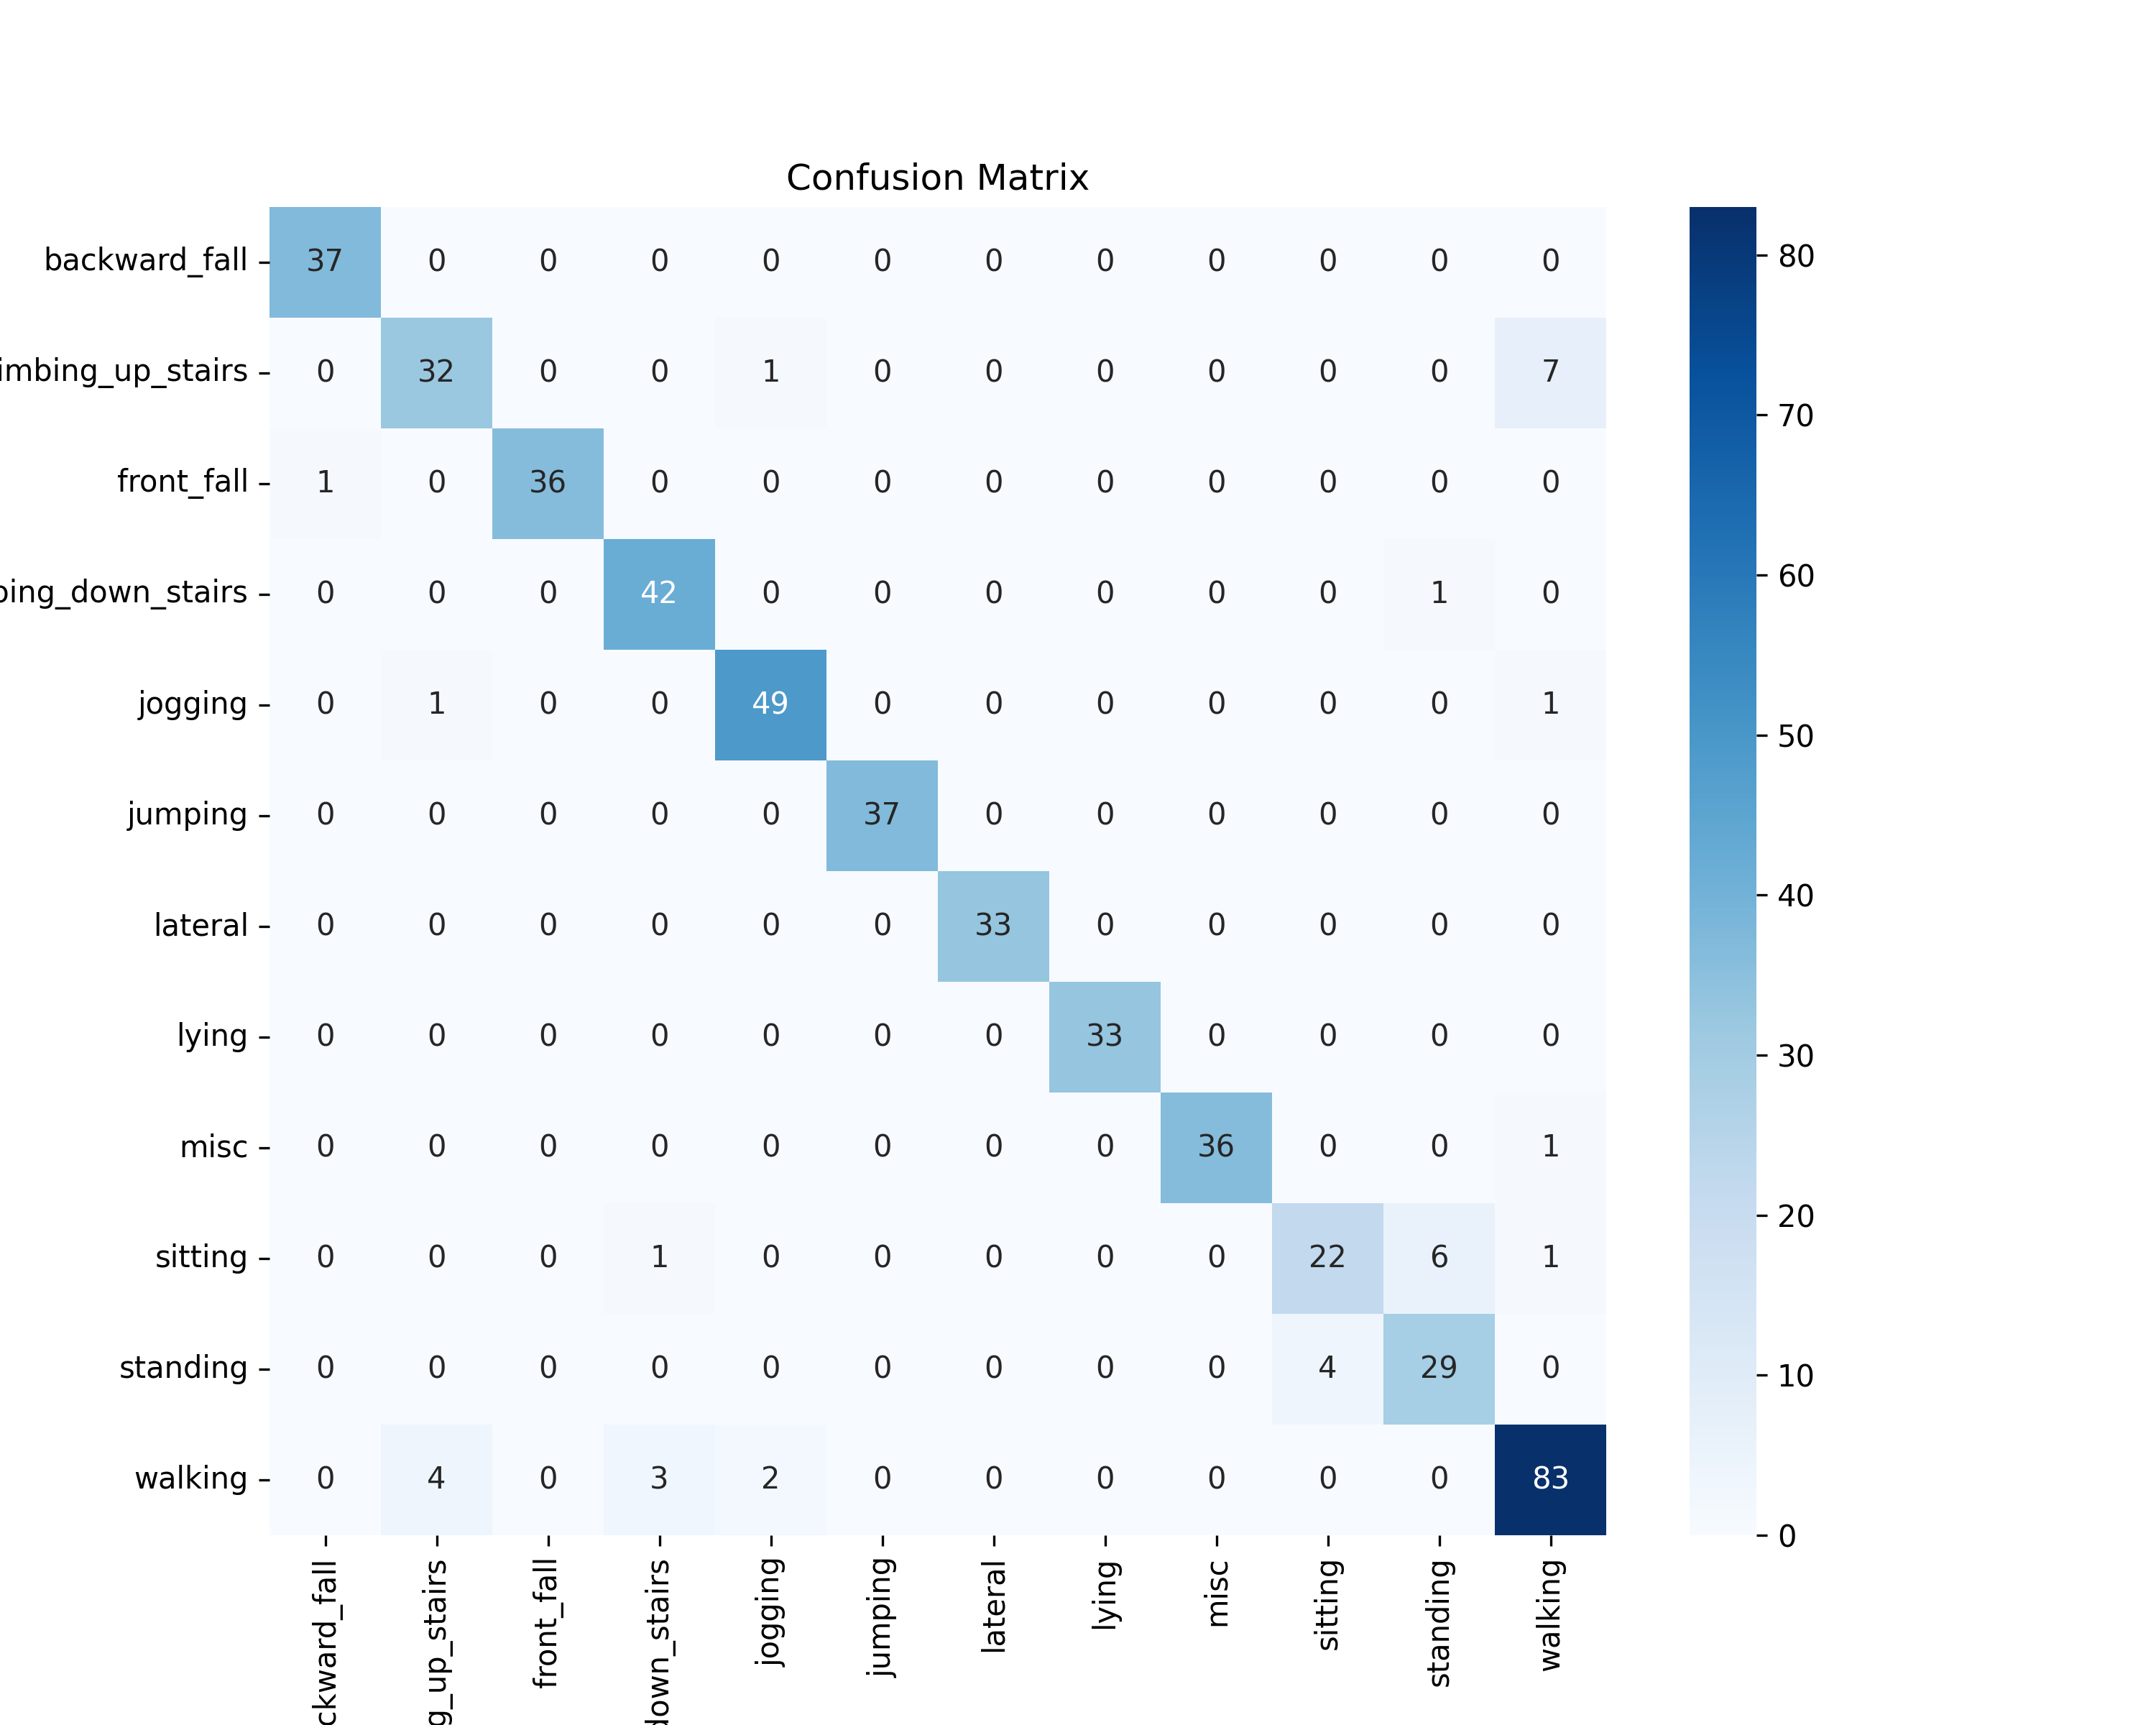 Confusion Matrix
backward_fall 37 0 0 0 0 0 0 0 0 0 0 0
imbing_up_stairs 0 32 0 0 1 0 0 0 0 0 0 7
front_fall 1 0 36 0 0 0 0 0 0 0 0 0
bing_down_stairs 0 0 0 42 0 0 0 0 0 0 1 0
jogging 0 1 0 0 49 0 0 0 0 0 0 1
jumping 0 0 0 0 0 37 0 0 0 0 0 0
lateral 0 0 0 0 0 0 33 0 0 0 0 0
lying 0 0 0 0 0 0 0 33 0 0 0 0
misc 0 0 0 0 0 0 0 0 36 0 0 1
sitting 0 0 0 1 0 0 0 0 0 22 6 1
standing 0 0 0 0 0 0 0 0 0 4 29 0
walking 0 4 0 3 2 0 0 0 0 0 0 83
ckward_fall
g_up_stairs
front_fall
down_stairs
jogging
jumping
lateral
lying
misc
sitting
standing
walking
80
70
60
50
40
30
20
10
0